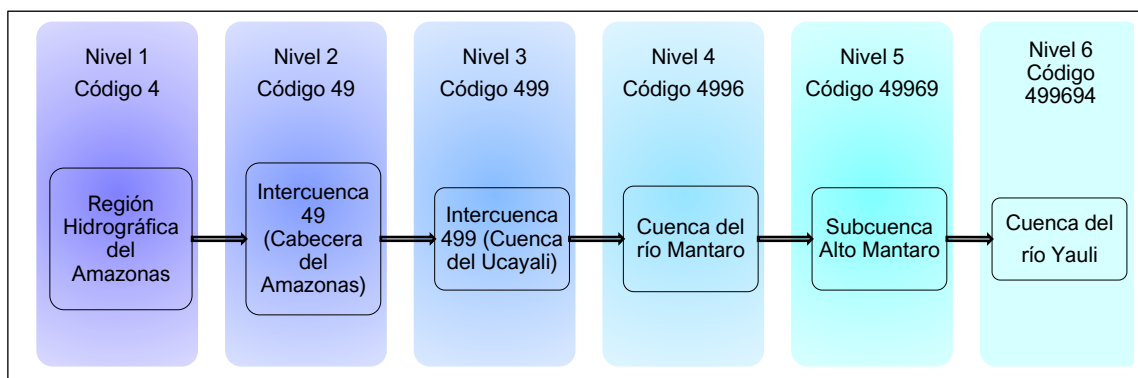 Nivel 1
Código 4
Región
Hidrográfica
del
Amazonas
Nivel 2
Código 49
Intercuenca
49
(Cabecera
del
Amazonas)
Nivel 3
Código 499
Intercuenca
499 (Cuenca
del Ucayali)
Nivel 4
Código 4996
Cuenca del
río Mantaro
Nivel 5
Código 49969
Subcuenca
Alto Mantaro
Nivel 6
Código
499694
Cuenca del
río Yauli